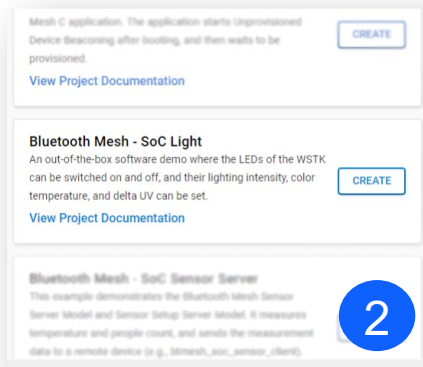 Mesh C application. The application starts Unprovisioned
Device Beaconing after booting, and then waits to be
provisioned.
CREATE
View Project Documentation
Bluetooth Mesh - SoC Light
An out-of-the-box software demo where the LEDs of the WSTK
can be switched on and off, and their lighting intensity, color
temperature, and delta UV can be set.
CREATE
View Project Documentation
Bluetooth Mesh - SoC Sensor Server
This example demonstrates the Bluetooth Mesh Sensor
Server Model and Sensor Setup Server Model. It measures
temperature and people count, and sends the measurement
data to a remote device (e.g., btmesh_soc_sensor_client).
2